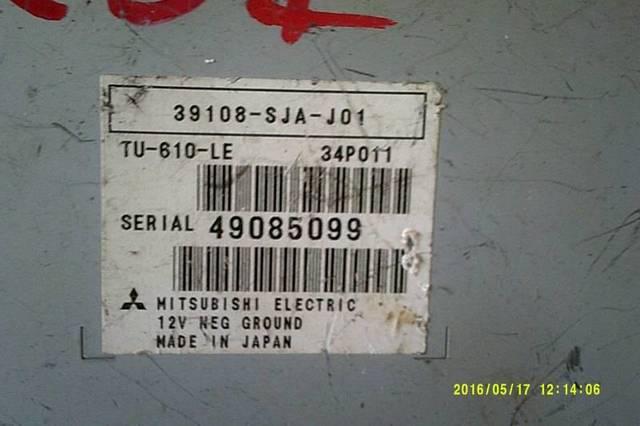 39108-SJA-J01
TU-610-LE 34P011
SERIAL 49085099
MITSUBISHI ELECTRIC
12V NEG GROUND
MADE IN JAPAN
2016/05/17 12:14:06